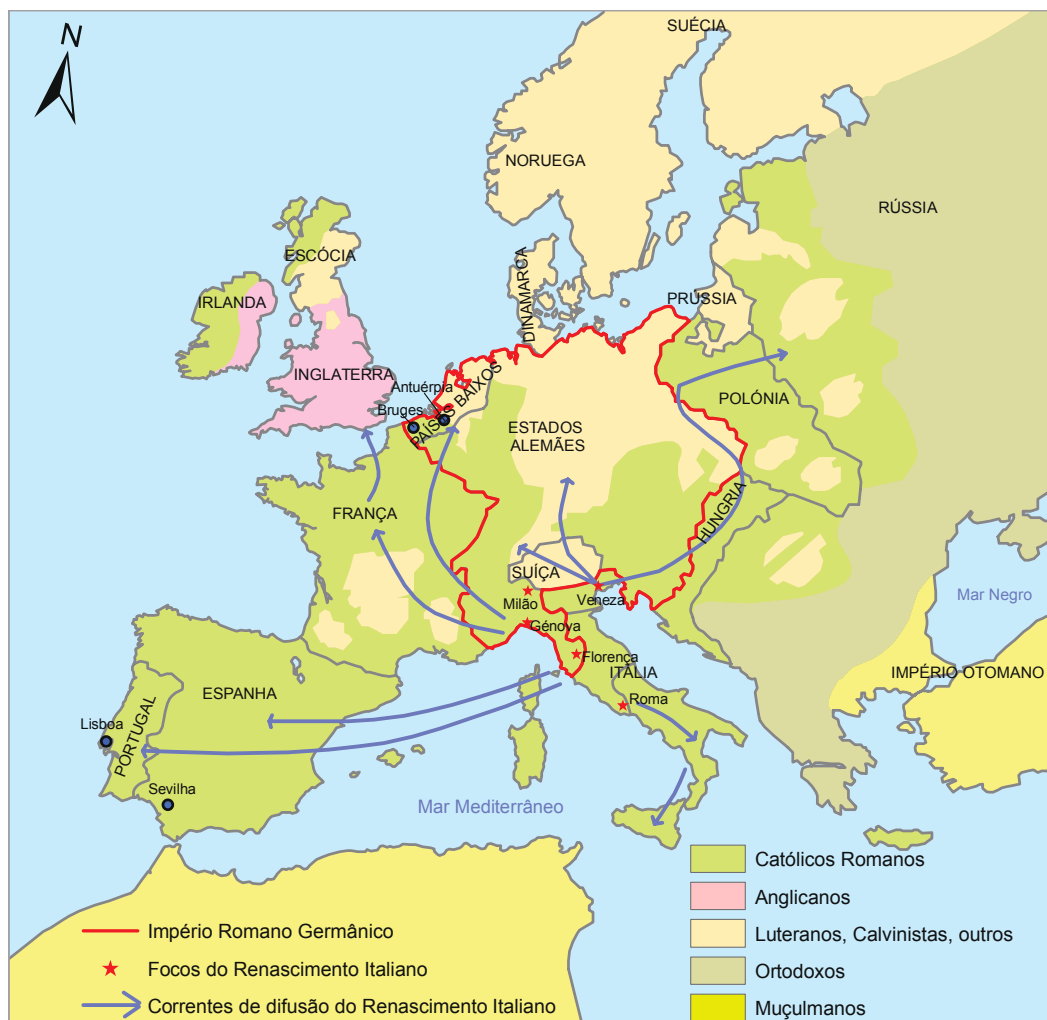 N
SUÉCIA
NORUEGA
RÚSSIA
ESCÓCIA
DINAMARCA
IRLANDA
PRÚSSIA
INGLATERRA
Antuérpia
PAÍSES BAIXOS
Bruges
POLÓNIA
ESTADOS
ALEMÃES
FRANÇA
HUNGRIA
SUÍÇA
Milão
Veneza
Mar Negro
Génova
Florença
ITÁLIA
IMPÉRIO OTOMANO
ESPANHA
Roma
PORTUGAL
Lisboa
Sevilha
Mar Mediterrâneo
Católicos Romanos
Anglicanos
Império Romano Germânico
Luteranos, Calvinistas, outros
Focos do Renascimento Italiano
Ortodoxos
Correntes de difusão do Renascimento Italiano
Muçulmanos